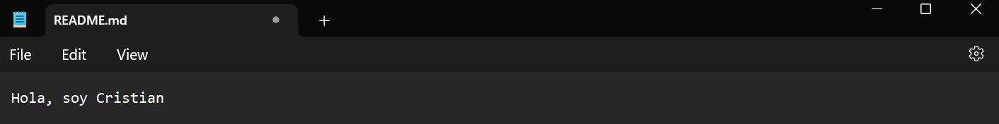 README.md
File Edit View
Hola, soy Cristian